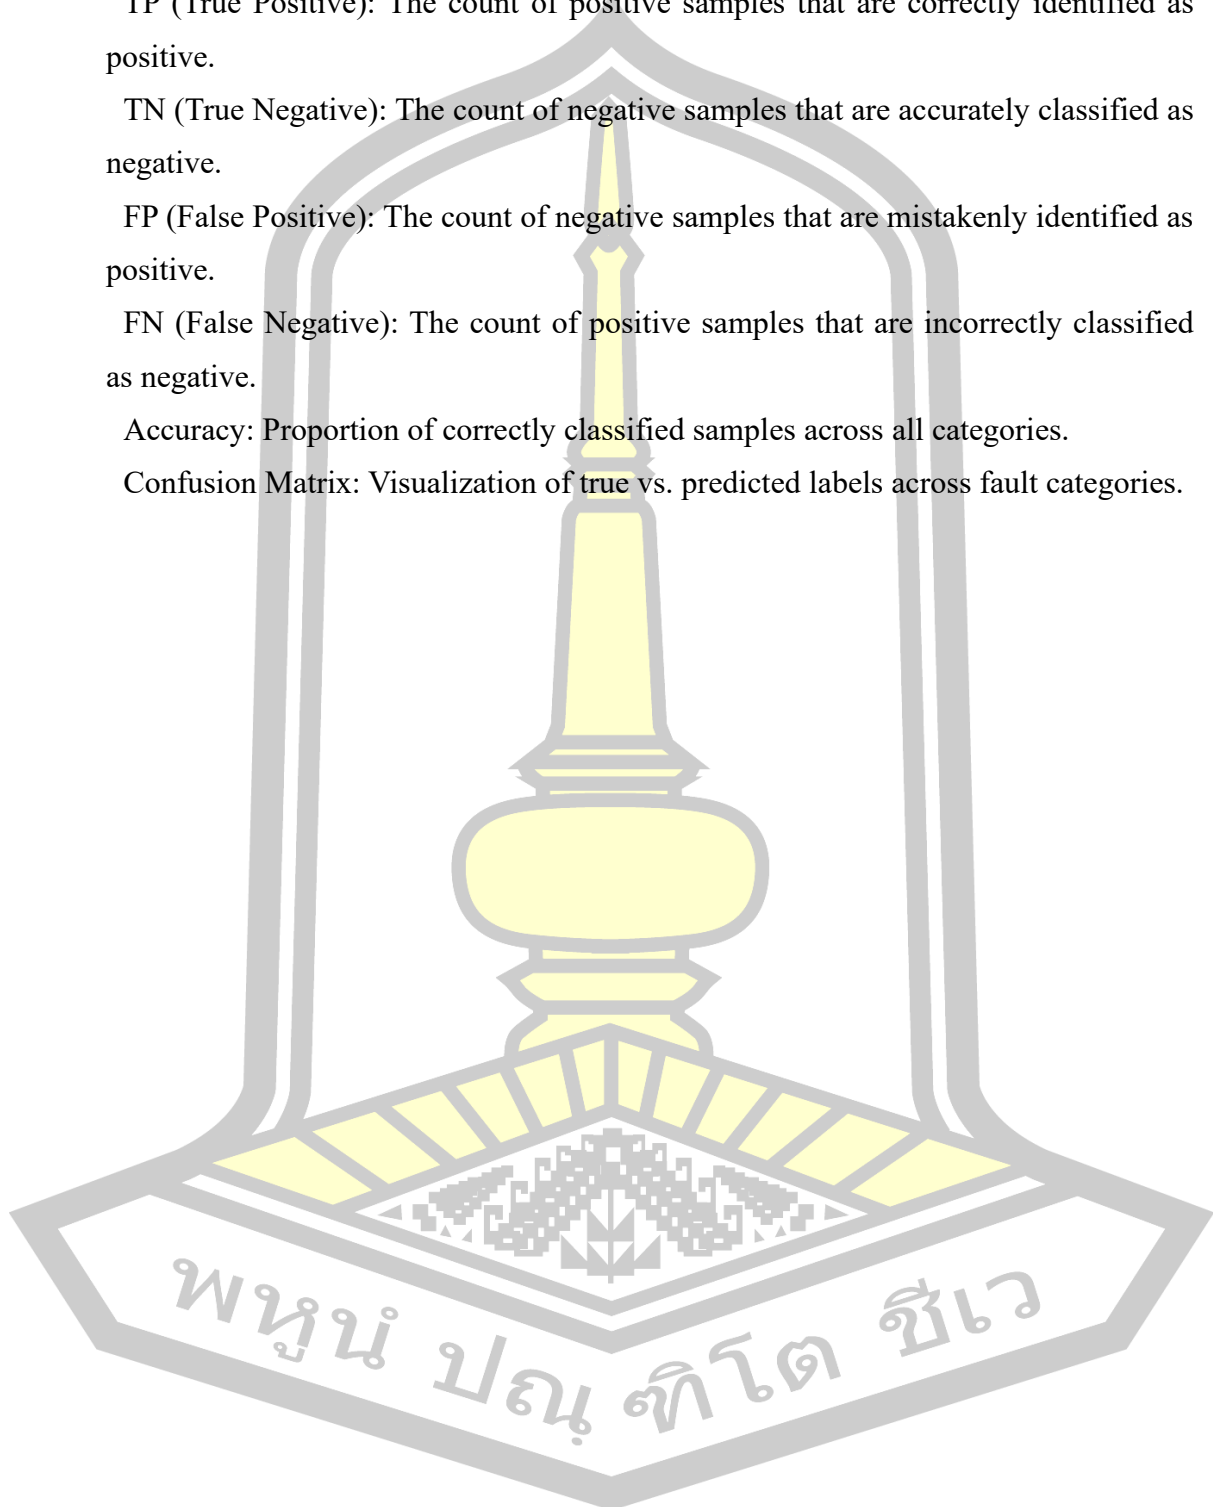 TP (True Positive): The count of positive samples that are correctly identified as
positive.
TN (True Negative): The count of negative samples that are accurately classified as
negative.
FP (False Positive): The count of negative samples that are mistakenly identified as
positive.
FN (False Negative): The count of positive samples that are incorrectly classified
as negative.
Accuracy: Proportion of correctly classified samples across all categories.
Confusion Matrix: Visualization of true vs. predicted labels across fault categories.
พหูนํ ปณฺฑิโต ชีเว